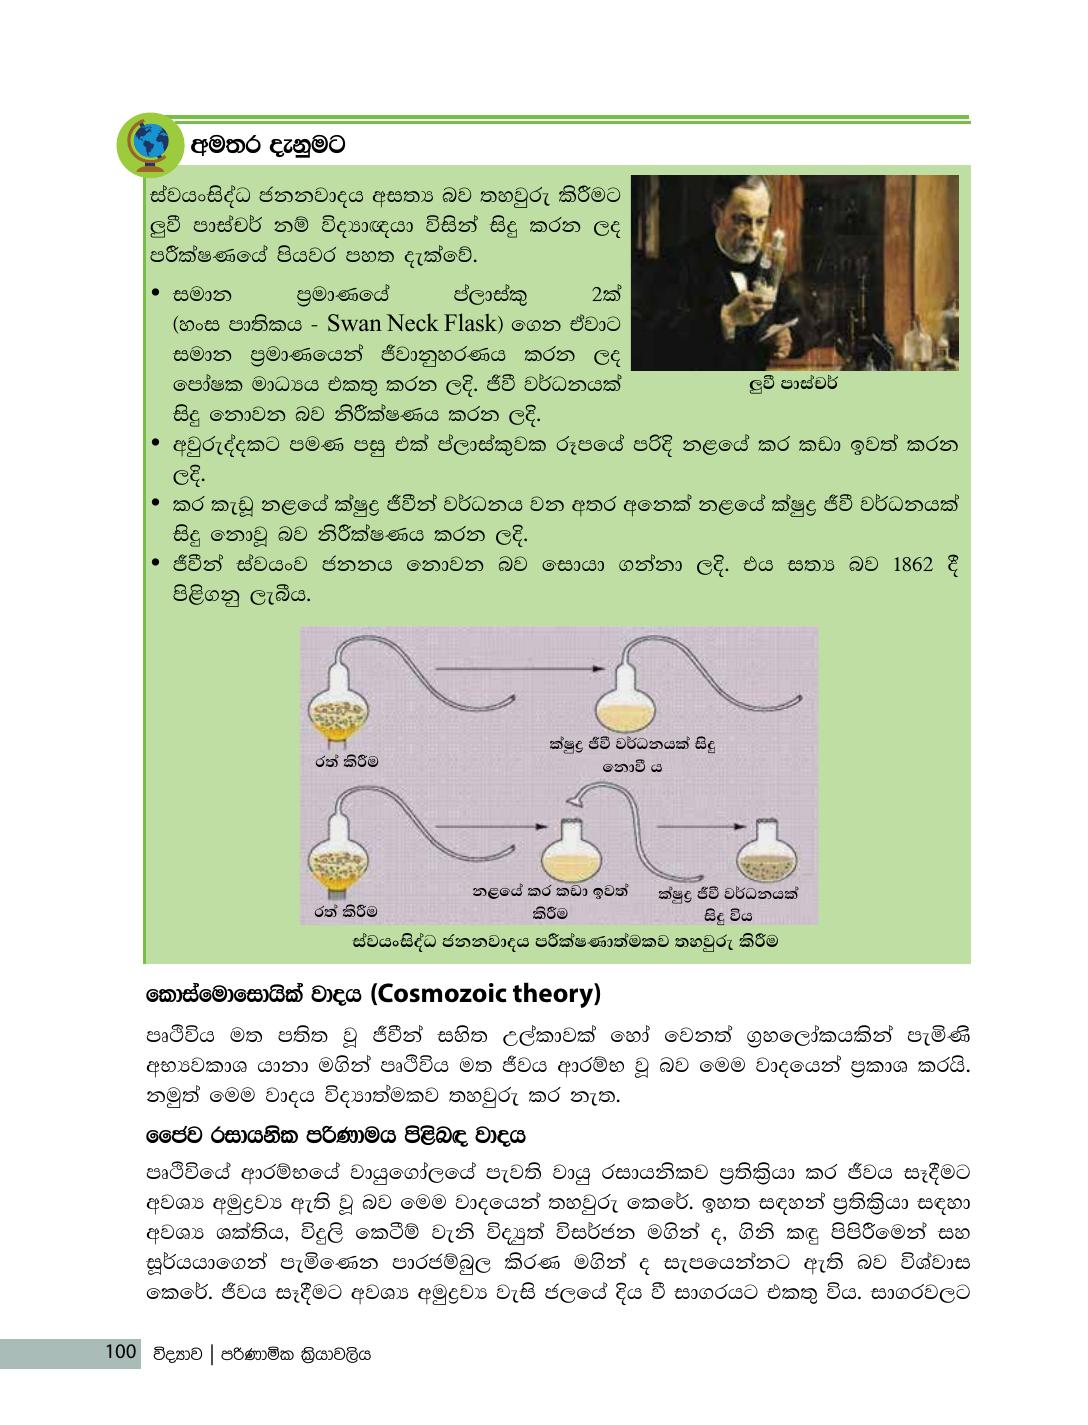 අමතර දැනුමට
ස්වයංසිද්ධ ජනනවාදය අසත්‍ය බව තහවුරු කිරීමට
ලුවී පාස්චර් නම් විද්‍යාඥයා විසින් සිදු කරන ලද
පරීක්ෂණයේ පියවර පහත දැක්වේ.
• සමාන ප්‍රමාණයේ ප්ලාස්කු 2ක්
(හංස පාතිකය - Swan Neck Flask) ගෙන ඒවාට
සමාන ප්‍රමාණයෙන් ජීවානුහරණය කරන ලද
පෝෂක මාධ්‍යය එකතු කරන ලදි. ජීවී වර්ධනයක්
සිදු නොවන බව නිරීක්ෂණය කරන ලදි.
ලුවී පාස්චර්
• අවුරුද්දකට පමණ පසු එක් ප්ලාස්කුවක රූපයේ පරිදි නළයේ කර කඩා ඉවත් කරන
ලදි.
• කර කැඩූ නළයේ ක්ෂුද්‍ර ජීවීන් වර්ධනය වන අතර අනෙක් නළයේ ක්ෂුද්‍ර ජීවී වර්ධනයක්
සිදු නොවූ බව නිරීක්ෂණය කරන ලදි.
• ජීවීන් ස්වයංව ජනනය නොවන බව සොයා ගන්නා ලදි. එය සත්‍ය බව 1862 දී
පිළිගනු ලැබීය.
රත් කිරීම
ක්ෂුද්‍ර ජීවී වර්ධනයක් සිදු
නොවී ය
රත් කිරීම
නළයේ කර කඩා ඉවත්
කිරීම
ක්ෂුද්‍ර ජීවී වර්ධනයක්
සිදු විය
ස්වයංසිද්ධ ජනනවාදය පරීක්ෂණාත්මකව තහවුරු කිරීම
කොස්මොසොයික් වාදය (Cosmozoic theory)
පෘථිවිය මත පතිත වූ ජීවීන් සහිත උල්කාවක් හෝ වෙනත් ග්‍රහලෝකයකින් පැමිණි
අභ්‍යවකාශ යානා මගින් පෘථිවිය මත ජීවය ආරම්භ වූ බව මෙම වාදයෙන් ප්‍රකාශ කරයි.
නමුත් මෙම වාදය විද්‍යාත්මකව තහවුරු කර නැත.
ජෛව රසායනික පරිණාමය පිළිබඳ වාදය
පෘථිවියේ ආරම්භයේ වායුගෝලයේ පැවති වායු රසායනිකව ප්‍රතික්‍රියා කර ජීවය සෑදීමට
අවශ්‍ය අමුද්‍රව්‍ය ඇති වූ බව මෙම වාදයෙන් තහවුරු කෙරේ. ඉහත සඳහන් ප්‍රතික්‍රියා සඳහා
අවශ්‍ය ශක්තිය, විදුලි කෙටීම් වැනි විද්‍යුත් විසර්ජන මගින් ද, ගිනි කඳු පිපිරීමෙන් සහ
සූර්යයාගෙන් පැමිණෙන පාරජම්බුල කිරණ මගින් ද සැපයෙන්නට ඇති බව විශ්වාස
කෙරේ. ජීවය සෑදීමට අවශ්‍ය අමුද්‍රව්‍ය වැසි ජලයේ දිය වී සාගරයට එකතු විය. සාගරවලට
100 විද්‍යාව | පරිණාමික ක්‍රියාවලිය